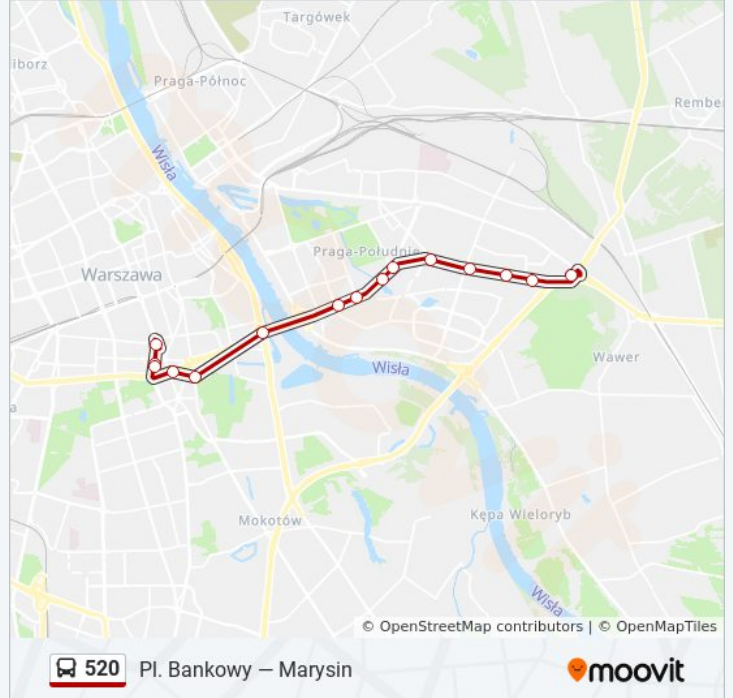 Targówek
iborz
Praga-Północ
Rember
Wisła
Praga-Południe
Warszawa
Wawer
Wisła
a
Kępa Wieloryb
Mokotów
Wisła
© OpenStreetMap contributors | © OpenMapTiles
520 Pl. Bankowy — Marysin
moovit